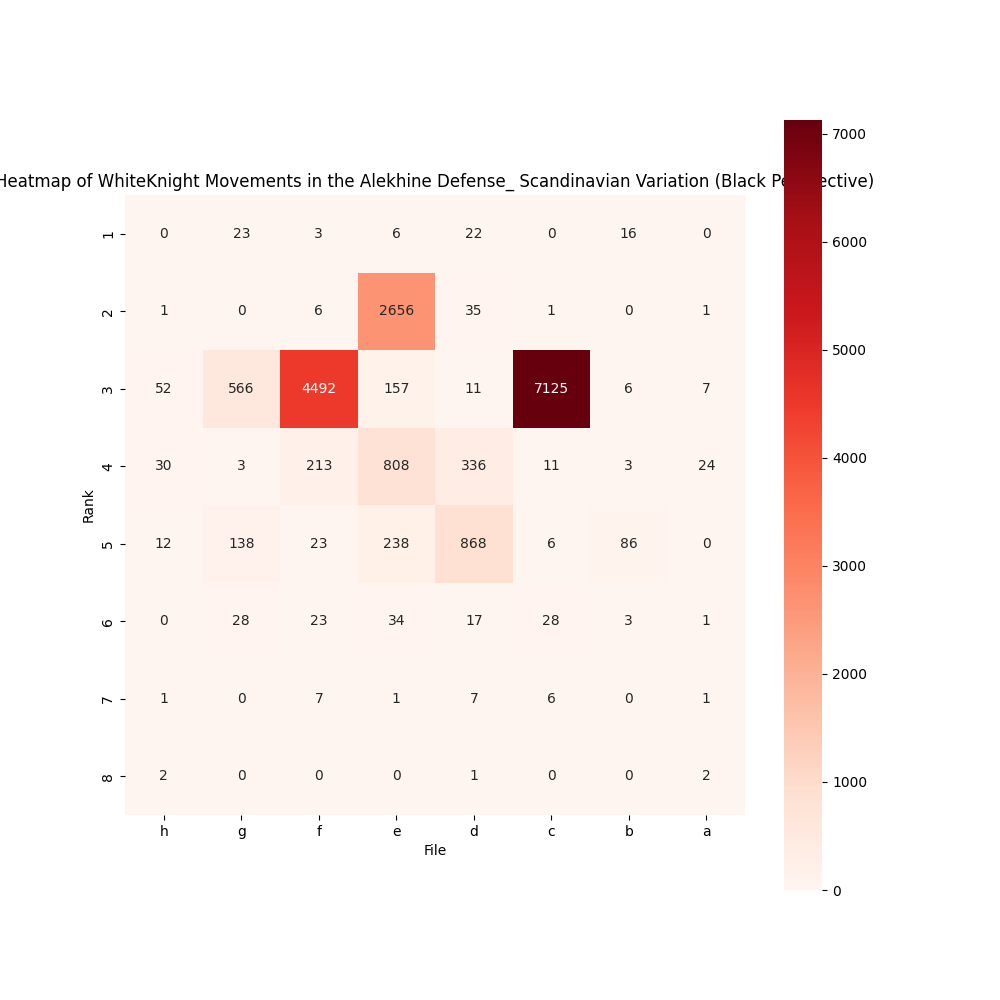 Heatmap of WhiteKnight Movements in the Alekhine Defense_ Scandinavian Variation (Black Pe ective)
7000
6000
5000
4000
3000
2000
1000
0
Rank
1 0 23 3 6 22 0 16 0
2 1 0 6 2656 35 1 0 1
3 52 566 4492 157 11 7125 6 7
4 30 3 213 808 336 11 3 24
5 12 138 23 238 868 6 86 0
6 0 28 23 34 17 28 3 1
7 1 0 7 1 7 6 0 1
8 2 0 0 0 1 0 0 2
h g f e d c b a
File